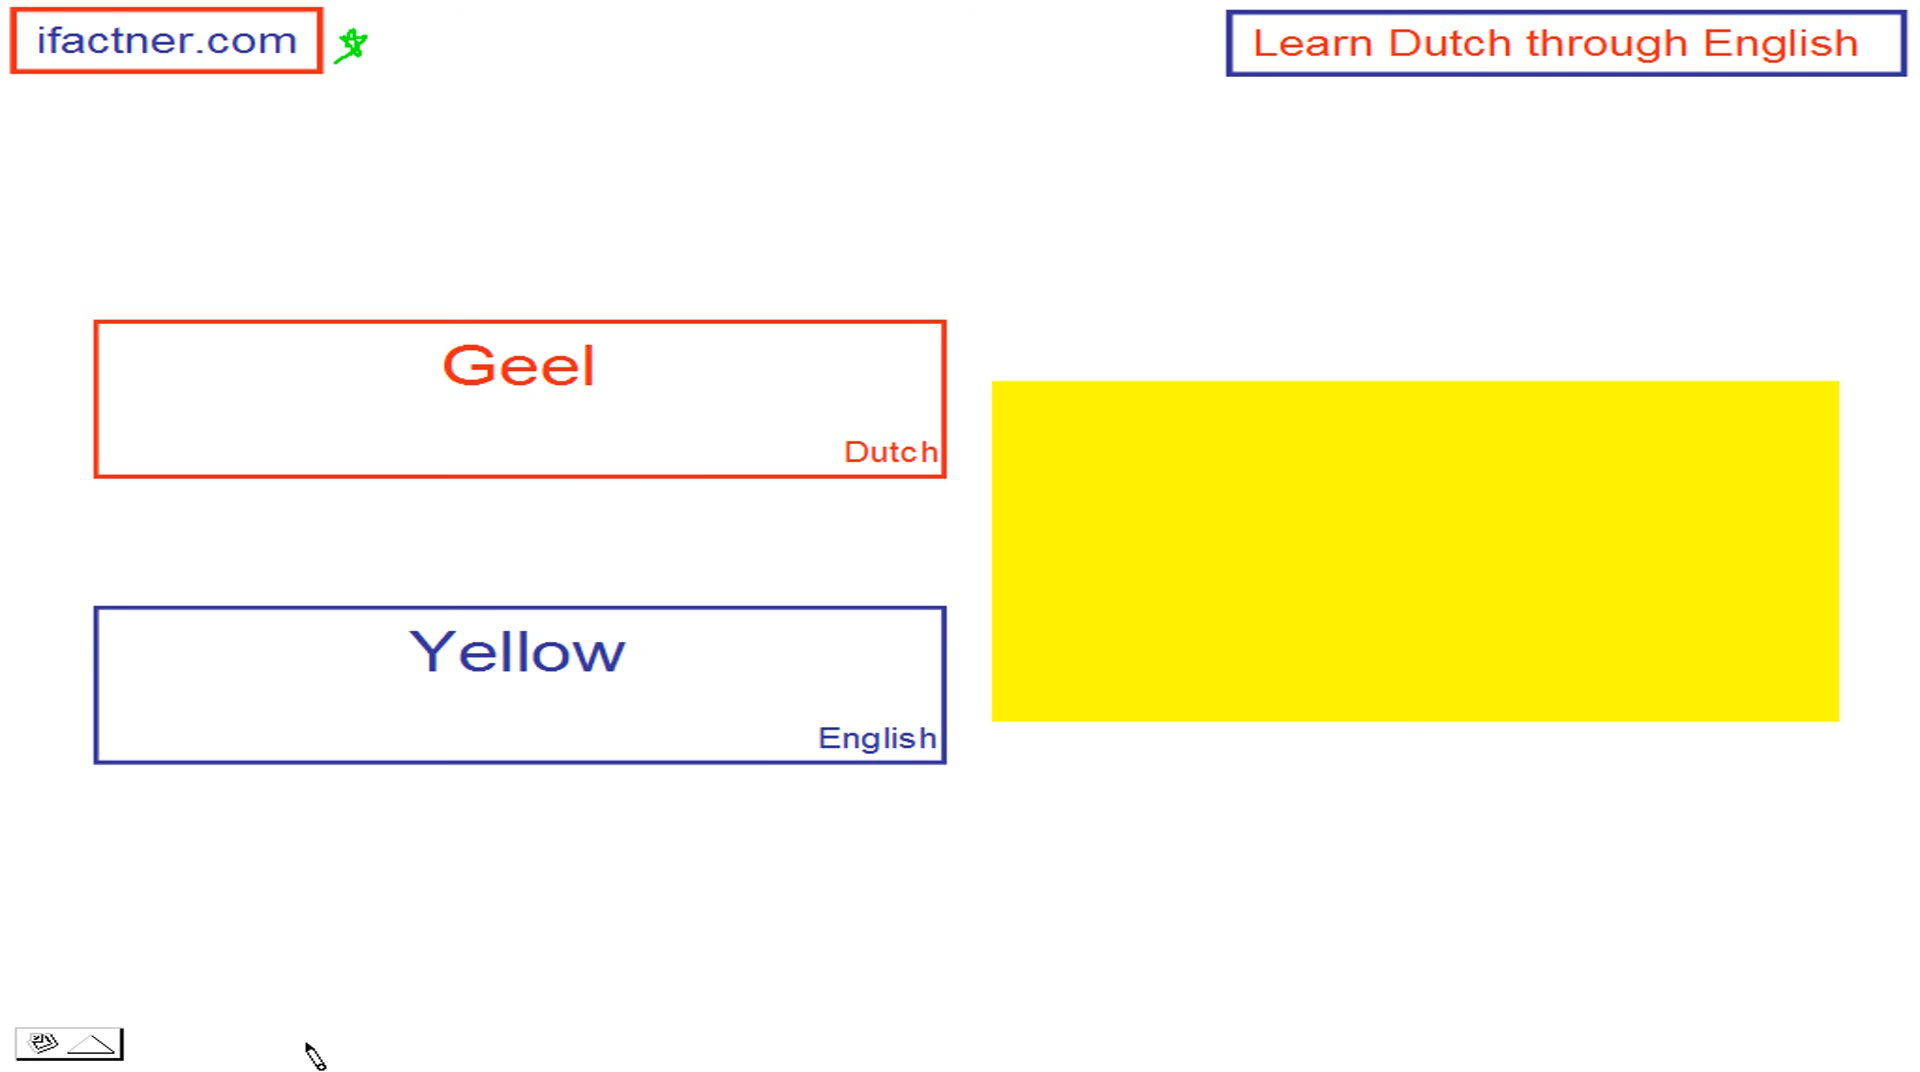 ifactner.com
Learn Dutch through English
Geel
Dutch
Yellow
English